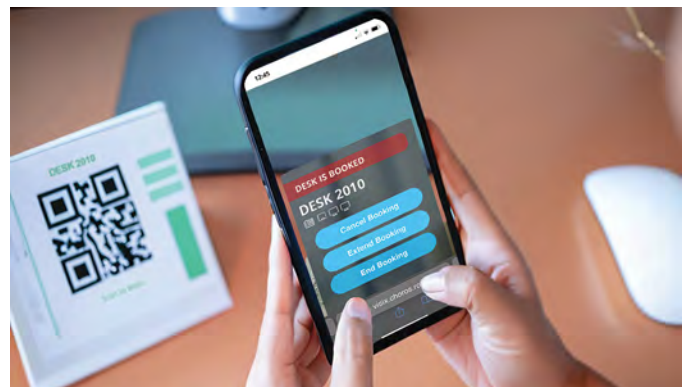 DESK 2010
12:45
DESK IS BOOKED
DESK 2010
Cancel Booking
Extend Booking
End Booking